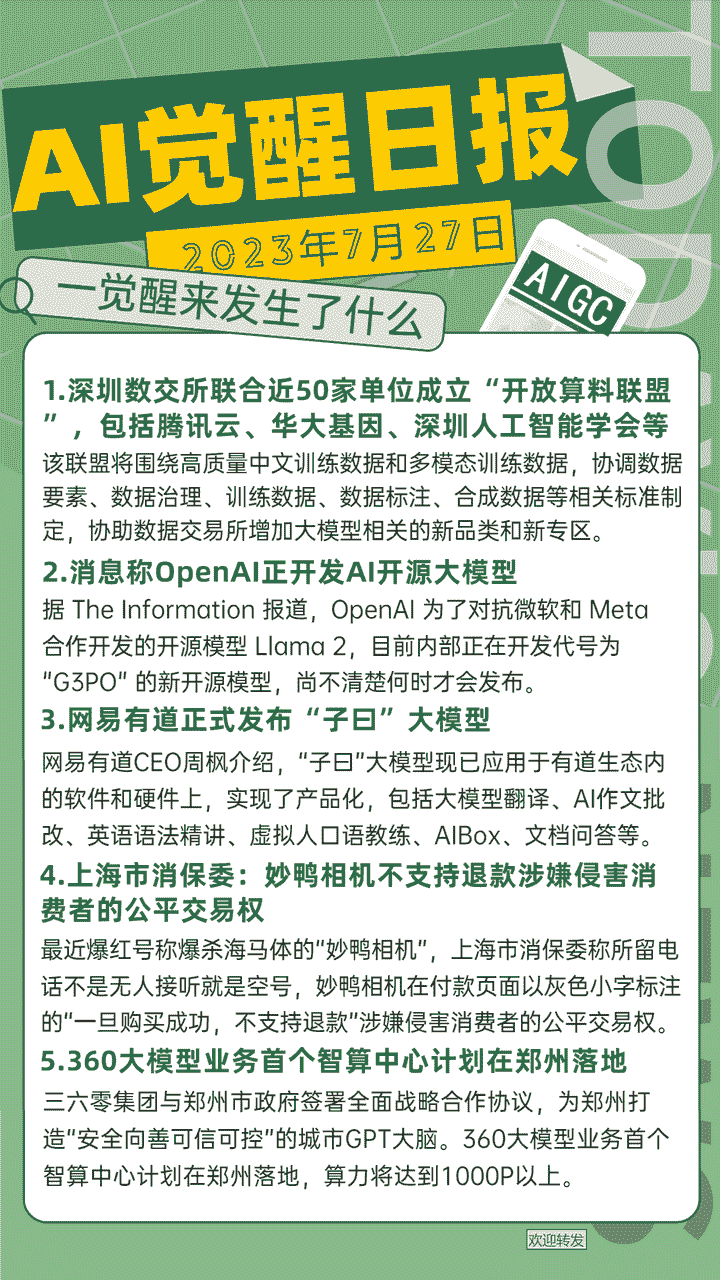 AI觉醒日报
2023年7月27日
一觉醒来发生了什么
AIGC
1.深圳数交所联合近50家单位成立“开放算料联盟
”，包括腾讯云、华大基因、深圳人工智能学会等
该联盟将围绕高质量中文训练数据和多模态训练数据，协调数据
要素、数据治理、训练数据、数据标注、合成数据等相关标准制
定，协助数据交易所增加大模型相关的新品类和新专区。
2.消息称OpenAI正开发AI开源大模型
据 The Information 报道，OpenAI 为了对抗微软和 Meta
合作开发的开源模型 Llama 2，目前内部正在开发代号为
“G3PO” 的新开源模型，尚不清楚何时才会发布。
3.网易有道正式发布“子曰”大模型
网易有道CEO周枫介绍，“子曰”大模型现已应用于有道生态内
的软件和硬件上，实现了产品化，包括大模型翻译、AI作文批
改、英语语法精讲、虚拟人口语教练、AIBox、文档问答等。
4.上海市消保委：妙鸭相机不支持退款涉嫌侵害消
费者的公平交易权
最近爆红号称爆杀海马体的“妙鸭相机”，上海市消保委称所留电
话不是无人接听就是空号，妙鸭相机在付款页面以灰色小字标注
的“一旦购买成功，不支持退款”涉嫌侵害消费者的公平交易权。
5.360大模型业务首个智算中心计划在郑州落地
三六零集团与郑州市政府签署全面战略合作协议，为郑州打
造“安全向善可信可控”的城市GPT大脑。360大模型业务首个
智算中心计划在郑州落地，算力将达到1000P以上。
欢迎转发